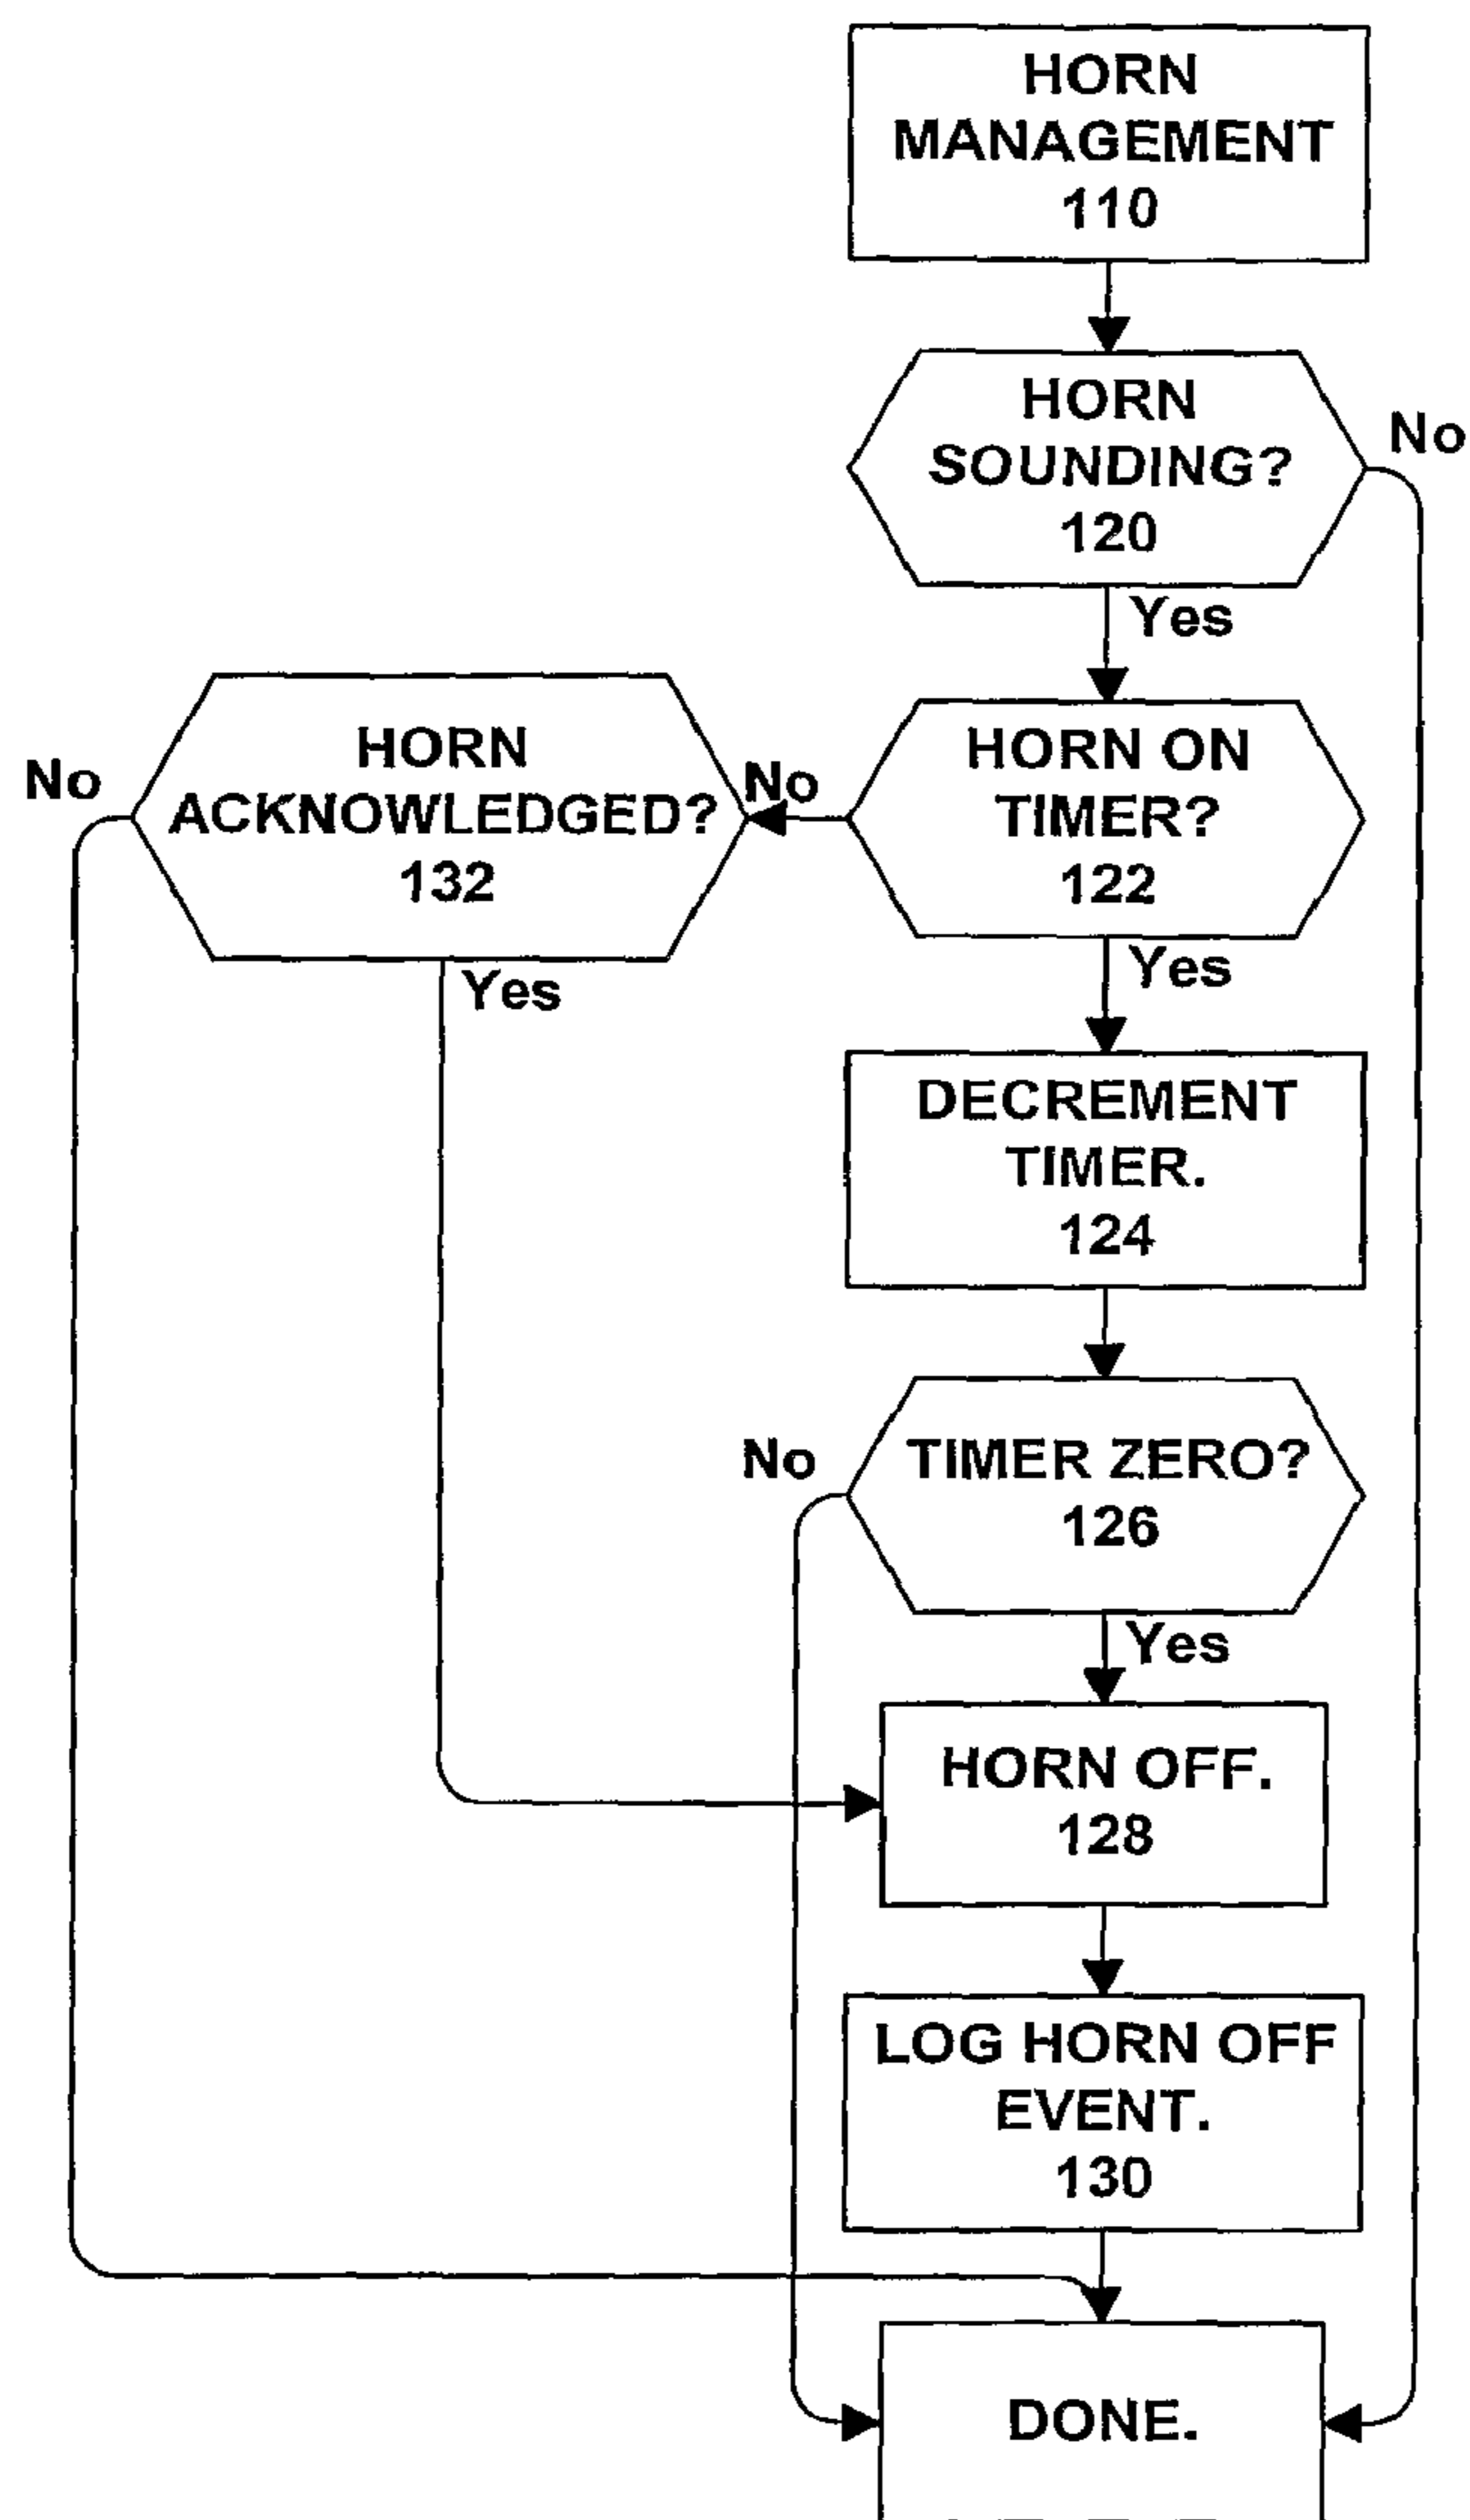 HORN
MANAGEMENT
110
HORN
SOUNDING?
120
No
Yes
HORN
ACKNOWLEDGED?
132
No
Yes
No
HORN ON
TIMER?
122
Yes
DECREMENT
TIMER.
124
TIMER ZERO?
126
No
Yes
HORN OFF.
128
LOG HORN OFF
EVENT.
130
DONE.